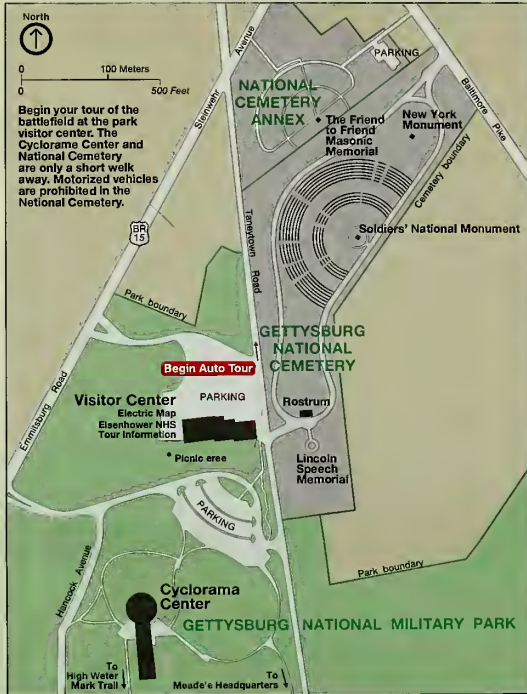 North
0 100 Meters
0 500 Feet
Begin your tour of the
battlefield at the park
visitor center. The
Cyclorame Center and
National Cemetery
are only a short welk
away. Motorized vehicles
are prohibited in the
Netional Cemetery.
Steinwehr Avenue
PARKING
Baltimore Pike
NATIONAL
CEMETERY
ANNEX
The Friend
to Friend
Masonic
Memorial
New York
Monument
Cemetery boundary
BR
15
Taneytown Road
Soldiers' National Monument
Park boundary
GETTYSBURG
NATIONAL
CEMETERY
Begin Auto Tour
Emmitsburg Road
Visitor Center
Electric Map
Eisenhower NHS
Tour Information
PARKING
Rostrum
Picnic eree
Lincoln
Speech
Memorial
PARKING
Park boundary
Hancock Avenue
Cyclorama
Center
GETTYSBURG NATIONAL MILITARY PARK
To
High Weter
Mark Trail
To
Meade's Headquarters